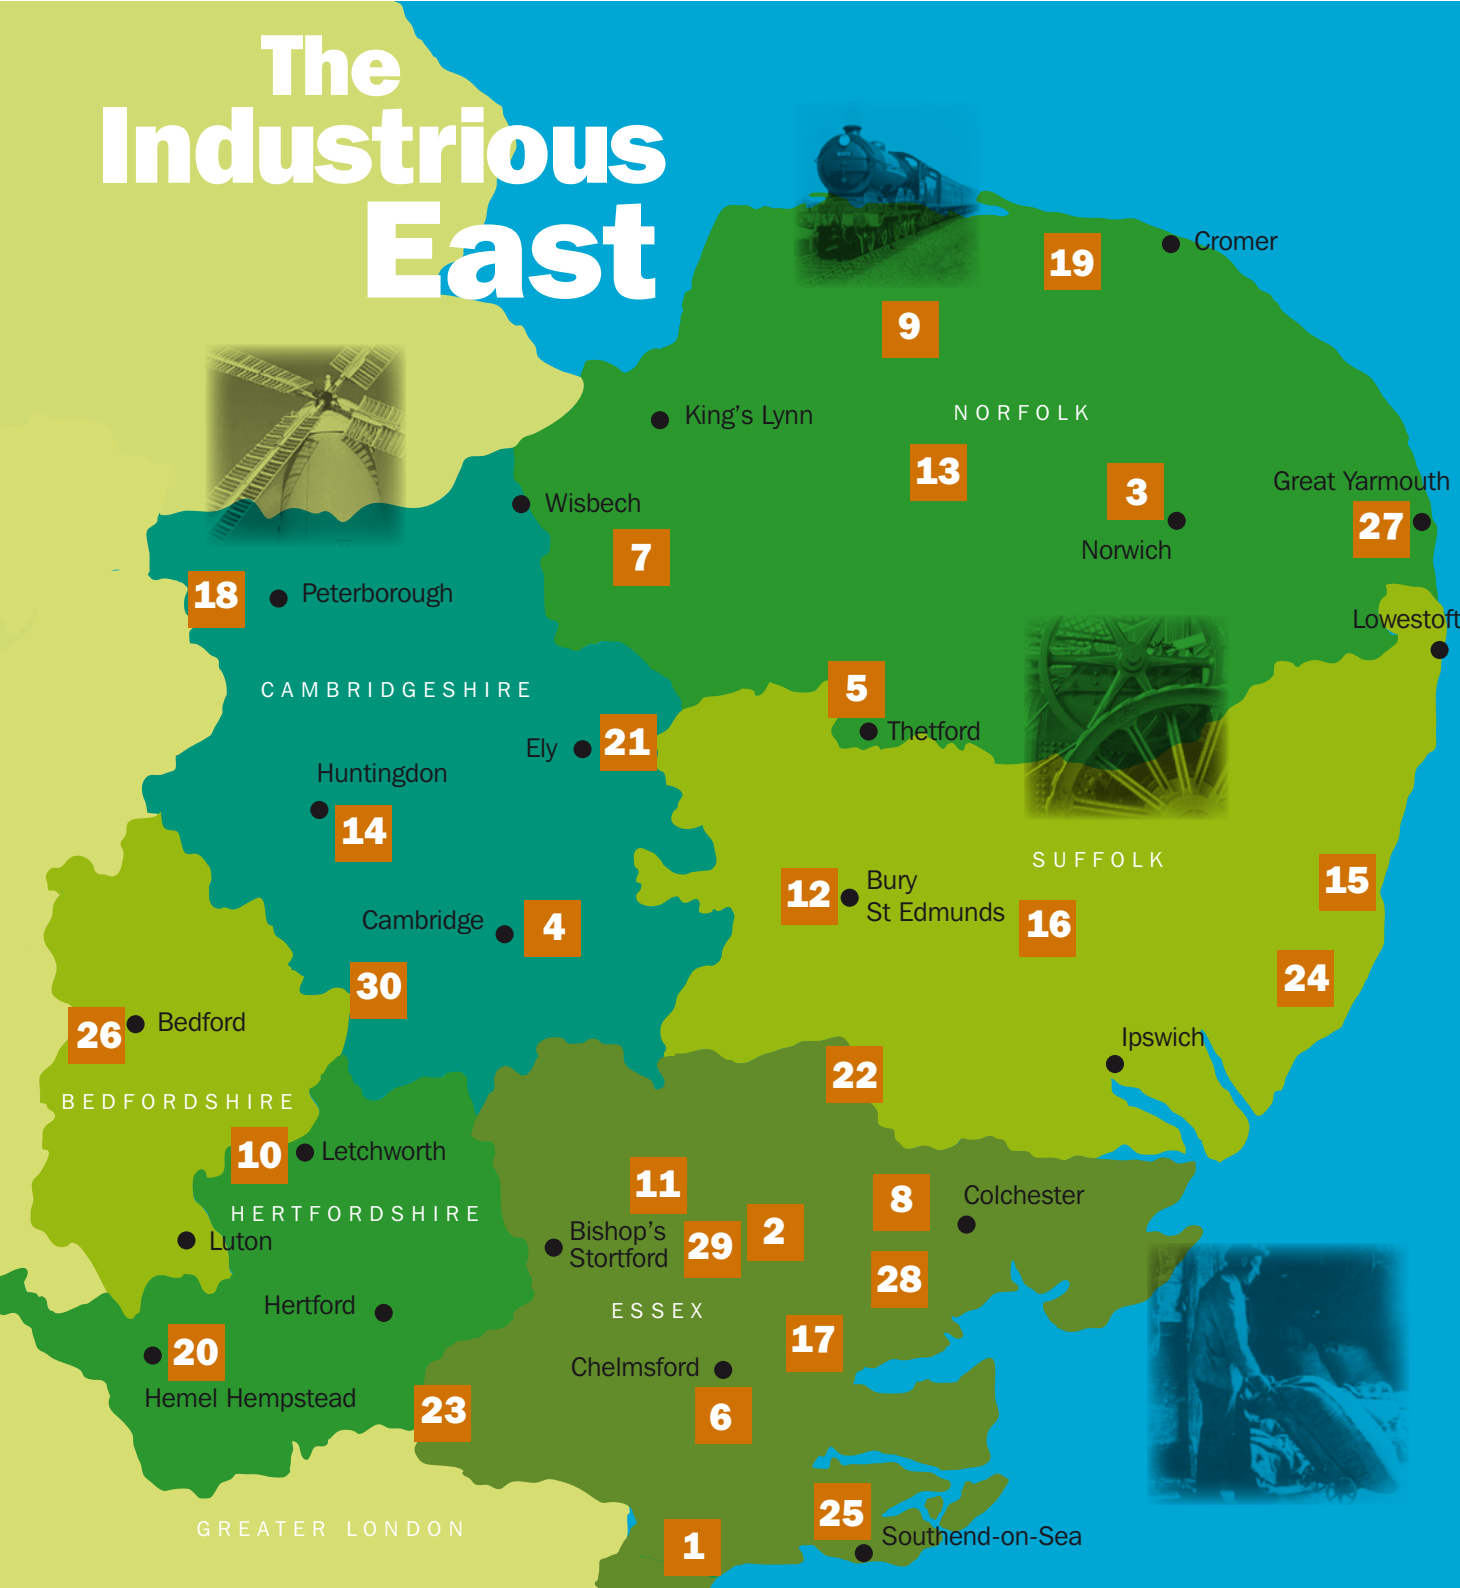 The
Industrious
East
Cromer
19
9
NORFOLK
King's Lynn
13
3
Great Yarmouth
27
Wisbech
Norwich
7
18
Peterborough
Lowestoft
CAMBRIDGESHIRE
5
Thetford
Ely
21
Huntingdon
14
SUFFOLK
15
12
Bury
St Edmunds
16
Cambridge
4
24
30
26
Bedford
Ipswich
22
BEDFORDSHIRE
10
Letchworth
11
8
Colchester
HERTFORDSHIRE
Bishop's
Stortford
29
2
Luton
28
Hertford
ESSEX
17
20
Hemel Hempstead
Chelmsford
23
6
25
GREATER LONDON
1
Southend-on-Sea